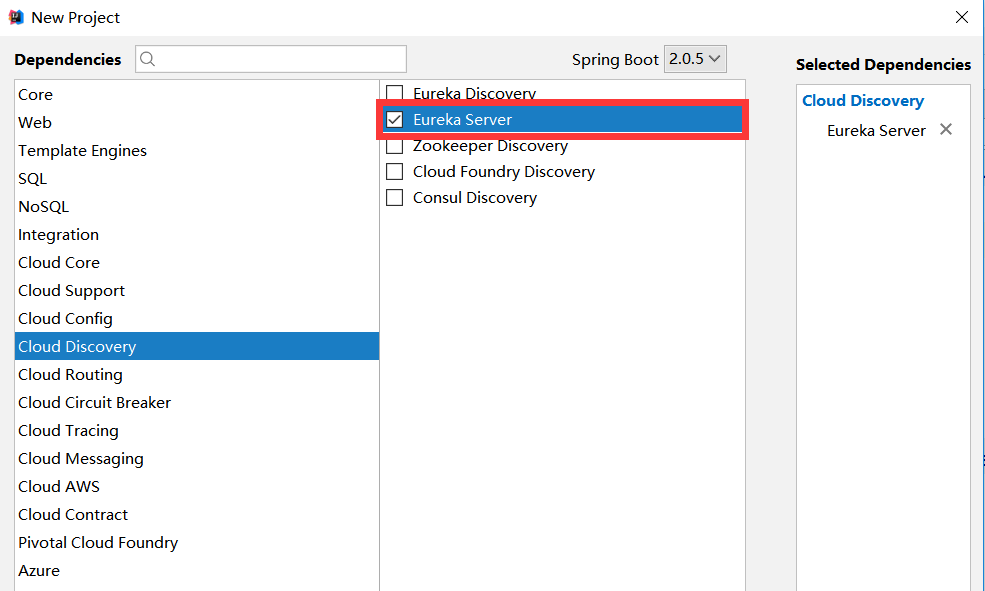 New Project
Dependencies
Spring Boot 2.0.5
Selected Dependencies
Core
Web
Template Engines
SQL
NoSQL
Integration
Cloud Core
Cloud Support
Cloud Config
Cloud Discovery
Cloud Routing
Cloud Circuit Breaker
Cloud Tracing
Cloud Messaging
Cloud AWS
Cloud Contract
Pivotal Cloud Foundry
Azure
Eureka Discovery
Eureka Server
Zookeeper Discovery
Cloud Foundry Discovery
Consul Discovery
Cloud Discovery
Eureka Server